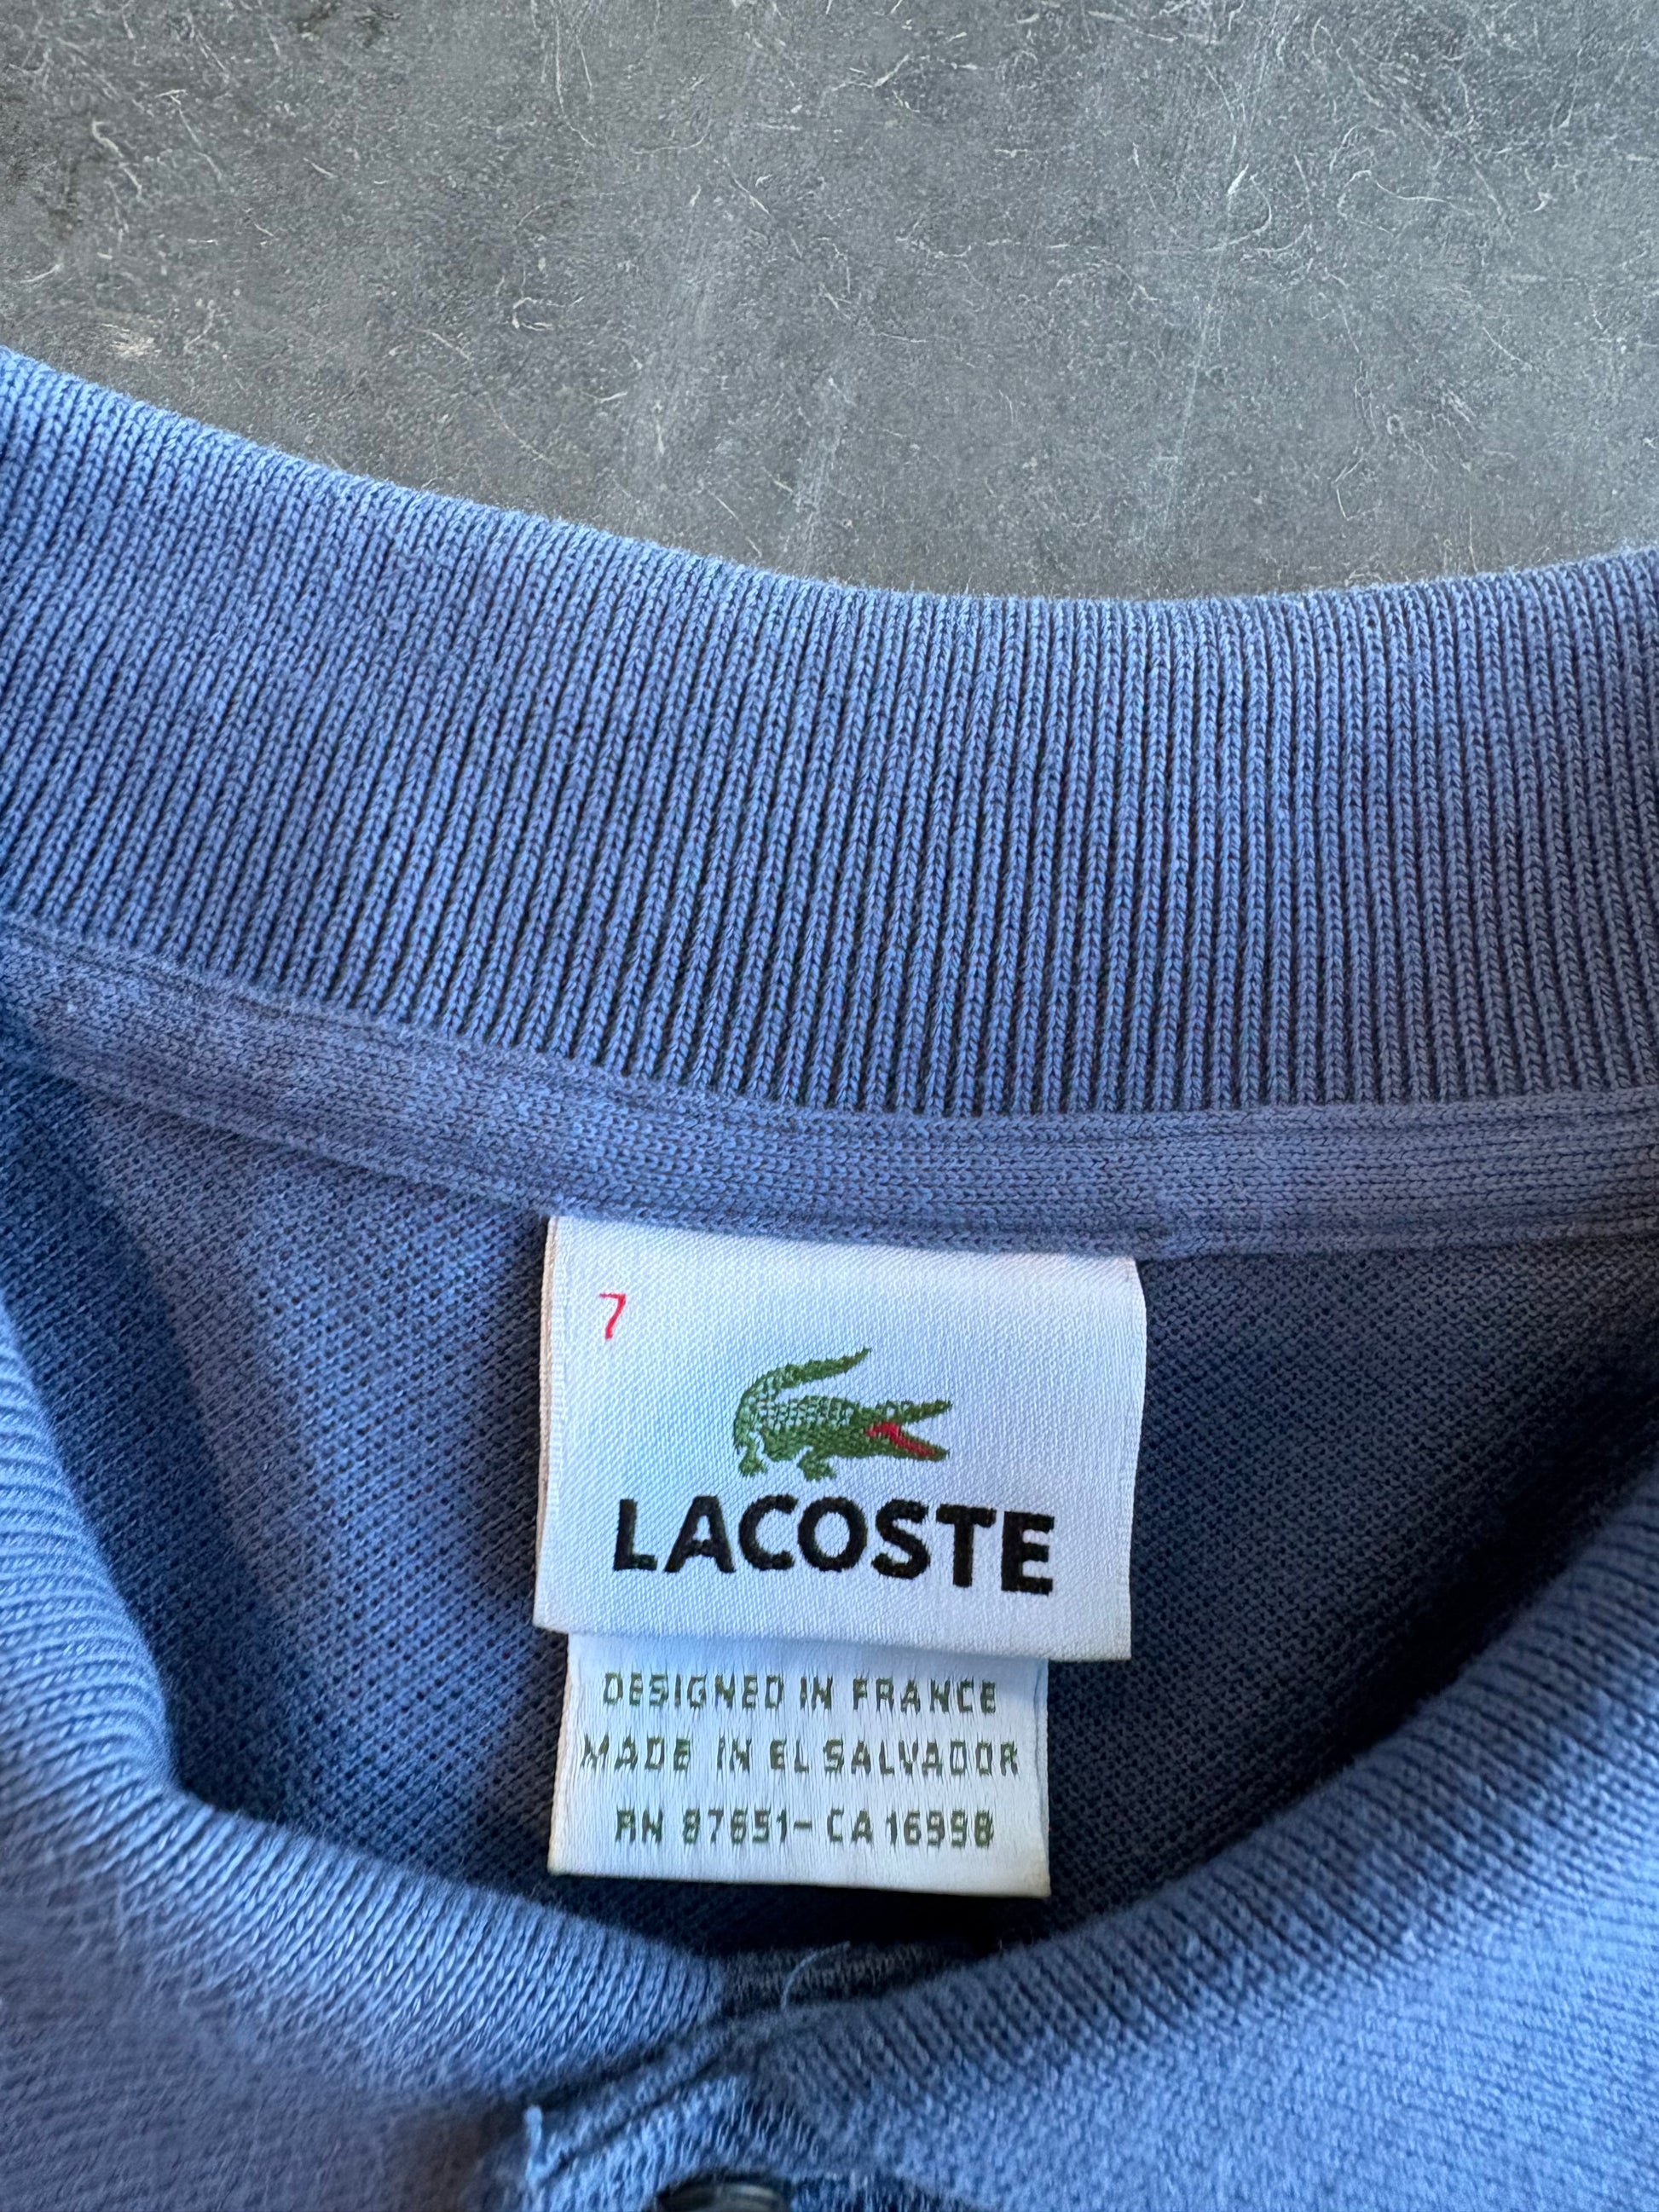 7
LACOSTE
DESIGNED IN FRANCE
MADE IN EL SALVADOR
RN 87651-CA 16998